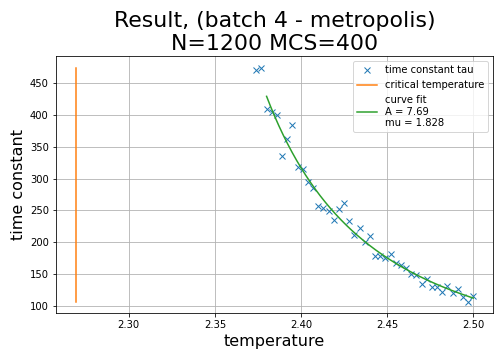 Result, (batch 4 - metropolis)
N=1200 MCS=400
time constant tau
critical temperature
curve fit
A = 7.69
mu = 1.828
time constant
450
400
350
300
250
200
150
100
2.30
2.35
2.40
2.45
2.50
temperature